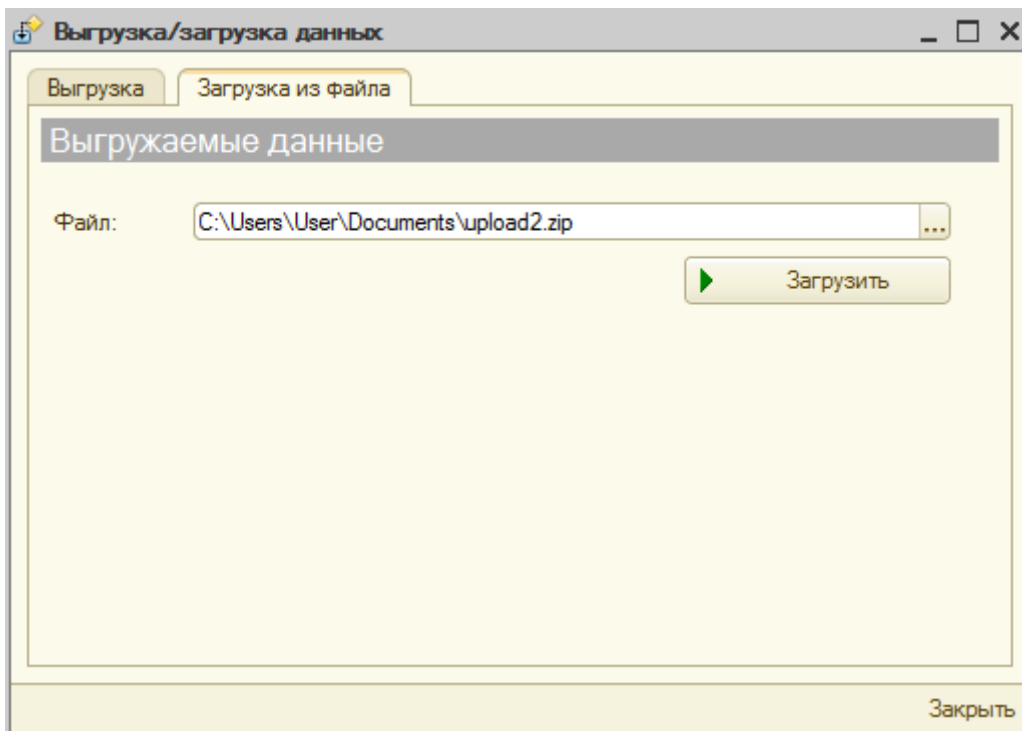 Выгрузка/загрузка данных
Выгрузка Загрузка из файла
Выгружаемые данные
Файл: C:\Users\User\Documents\upload2.zip ...
Загрузить
Закрыть